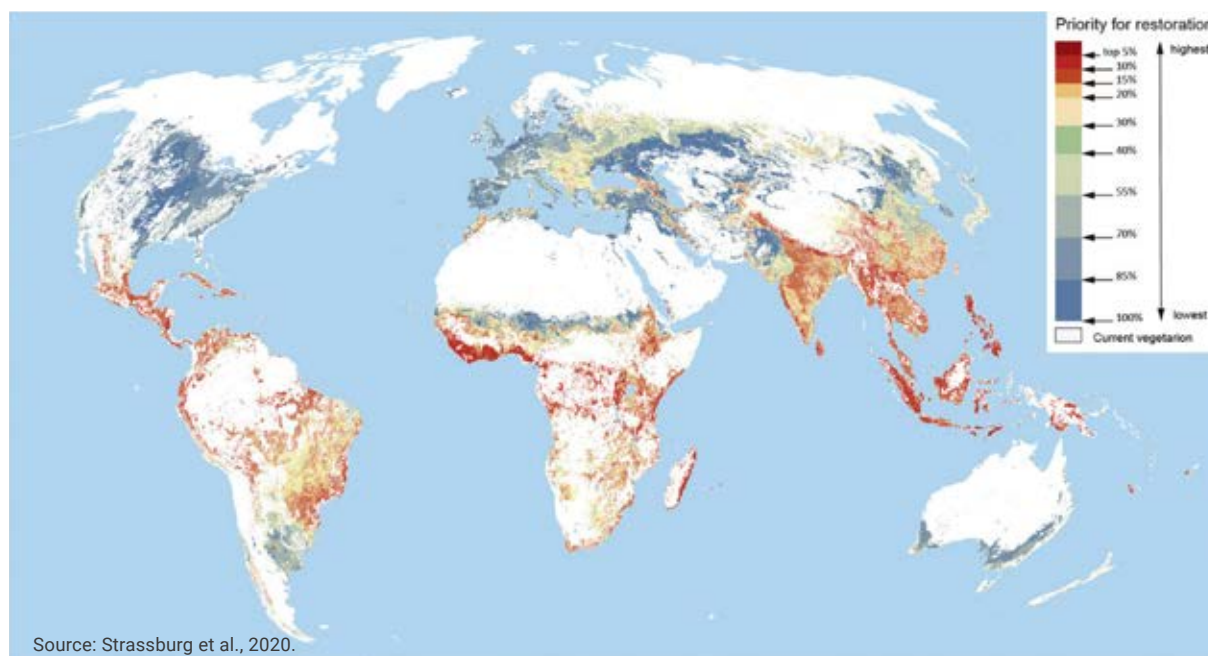 Priority for restoration
highest
top 5%
10%
15%
20%
30%
40%
55%
70%
85%
100%
lowest
Current vegetarion
Source: Strassburg et al., 2020.